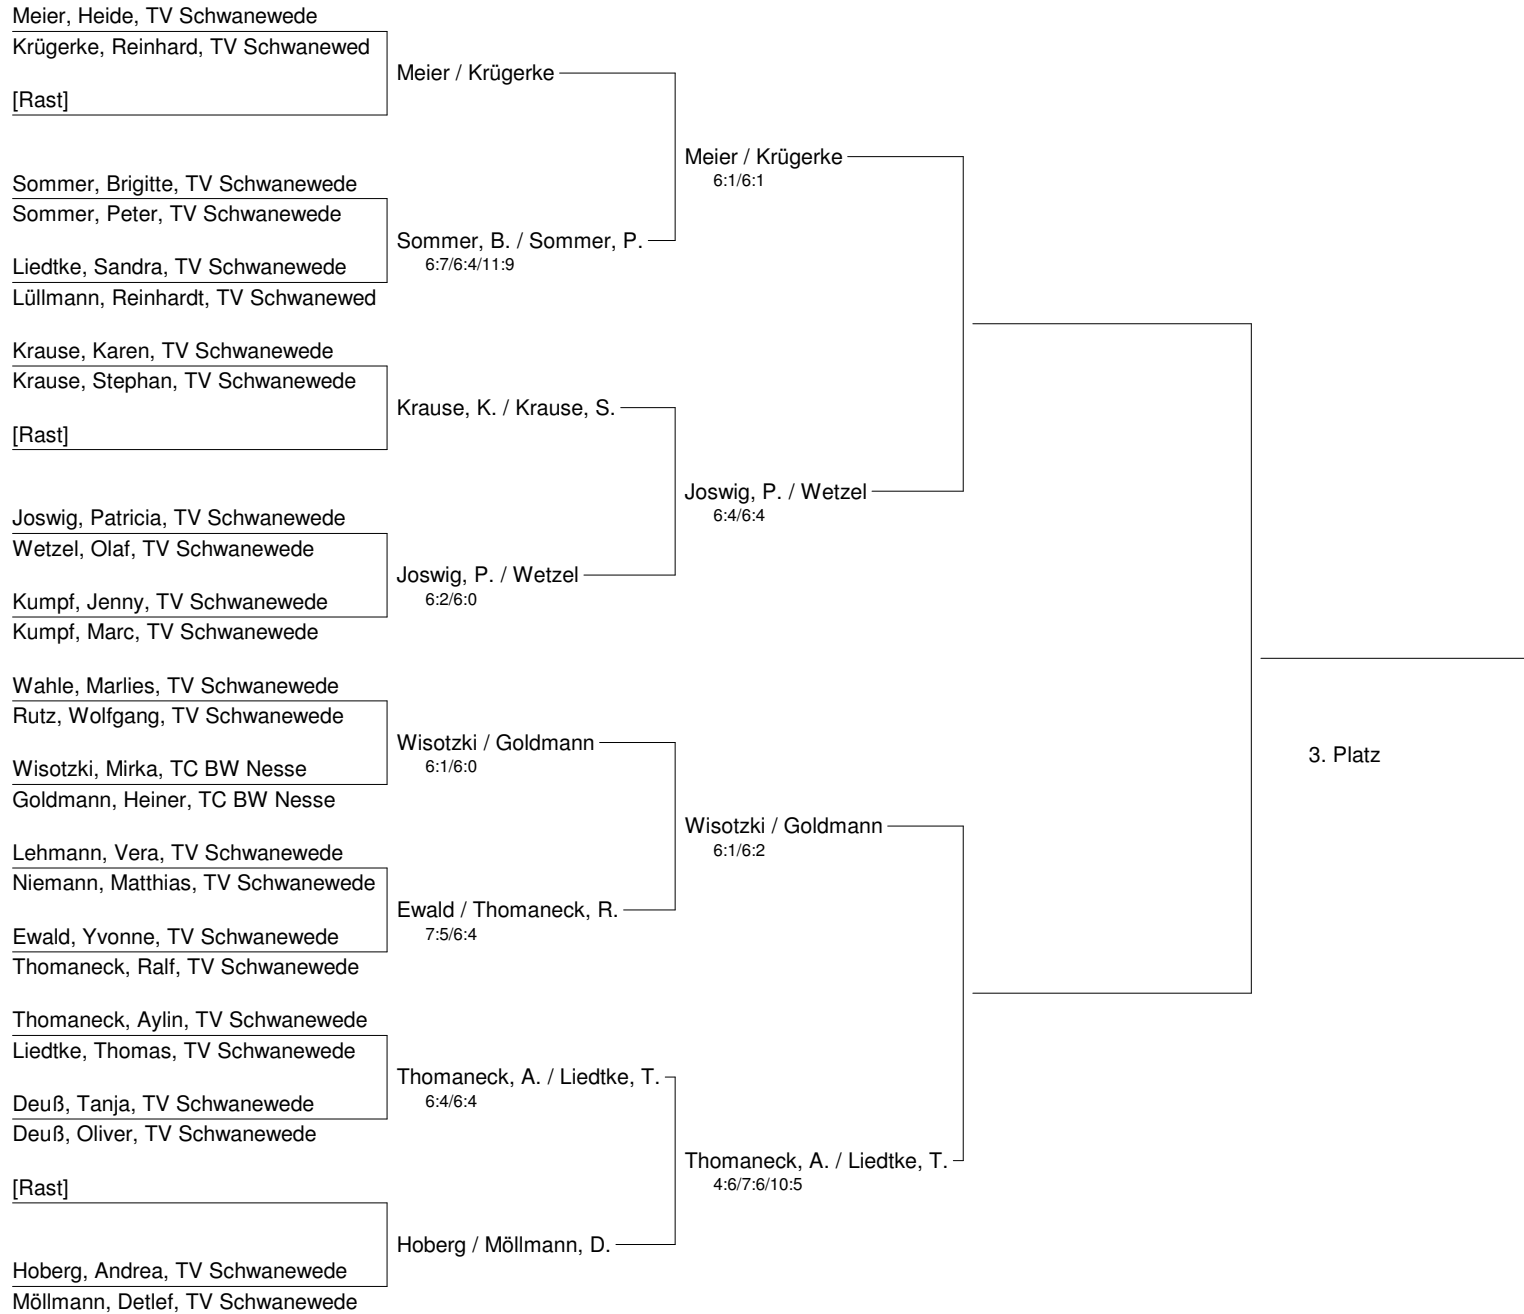 Meier, Heide, TV Schwanewede
Krügerke, Reinhard, TV Schwanewed
[Rast]
Sommer, Brigitte, TV Schwanewede
Sommer, Peter, TV Schwanewede
Liedtke, Sandra, TV Schwanewede
Lüllmann, Reinhardt, TV Schwanewed
Krause, Karen, TV Schwanewede
Krause, Stephan, TV Schwanewede
[Rast]
Joswig, Patricia, TV Schwanewede
Wetzel, Olaf, TV Schwanewede
Kumpf, Jenny, TV Schwanewede
Kumpf, Marc, TV Schwanewede
Wahle, Marlies, TV Schwanewede
Rutz, Wolfgang, TV Schwanewede
Wisotzki, Mirka, TC BW Nesse
Goldmann, Heiner, TC BW Nesse
Lehmann, Vera, TV Schwanewede
Niemann, Matthias, TV Schwanewede
Ewald, Yvonne, TV Schwanewede
Thomaneck, Ralf, TV Schwanewede
Thomaneck, Aylin, TV Schwanewede
Liedtke, Thomas, TV Schwanewede
Deuß, Tanja, TV Schwanewede
Deuß, Oliver, TV Schwanewede
[Rast]
Hoberg, Andrea, TV Schwanewede
Möllmann, Detlef, TV Schwanewede
Meier / Krügerke
Sommer, B. / Sommer, P.
6:7/6:4/11:9
Krause, K. / Krause, S.
Joswig, P. / Wetzel
6:2/6:0
Wisotzki / Goldmann
6:1/6:0
Ewald / Thomaneck, R.
7:5/6:4
Thomaneck, A. / Liedtke, T.
6:4/6:4
Hoberg / Möllmann, D.
Meier / Krügerke
6:1/6:1
Joswig, P. / Wetzel
6:4/6:4
Wisotzki / Goldmann
6:1/6:2
Thomaneck, A. / Liedtke, T.
4:6/7:6/10:5
3. Platz